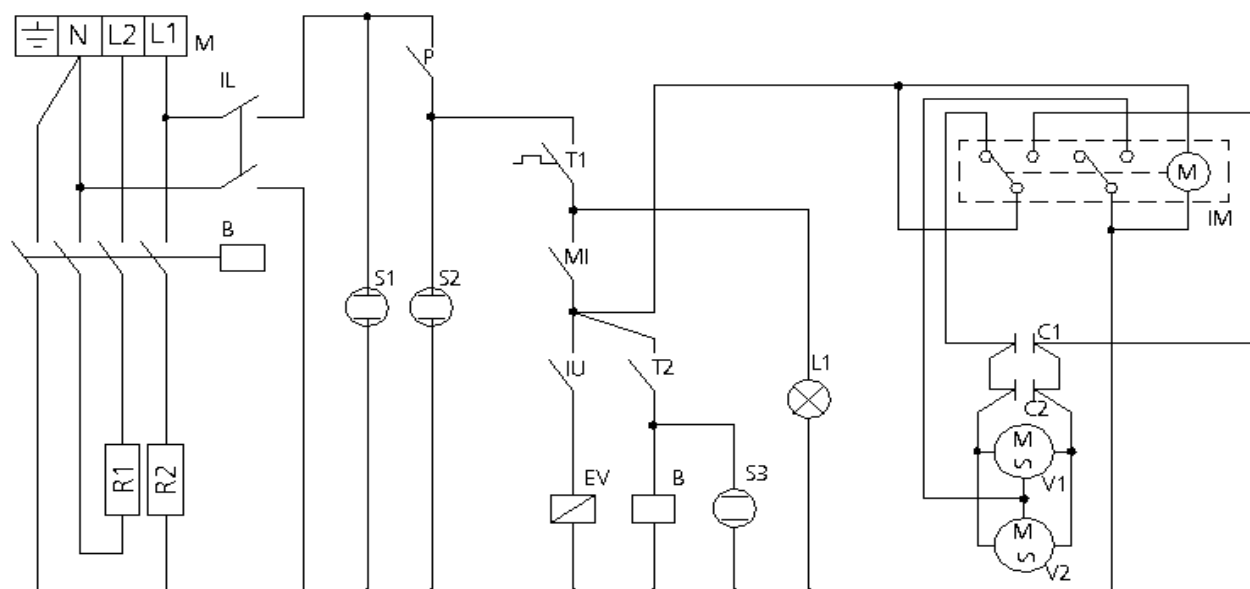 N L2 L1 M
P
IL
T1
M
IM
B
MI
S1 S2
C1
IU T2 L1
C2
M
S
V1
R1 R2
EV B S3
M
S
V2